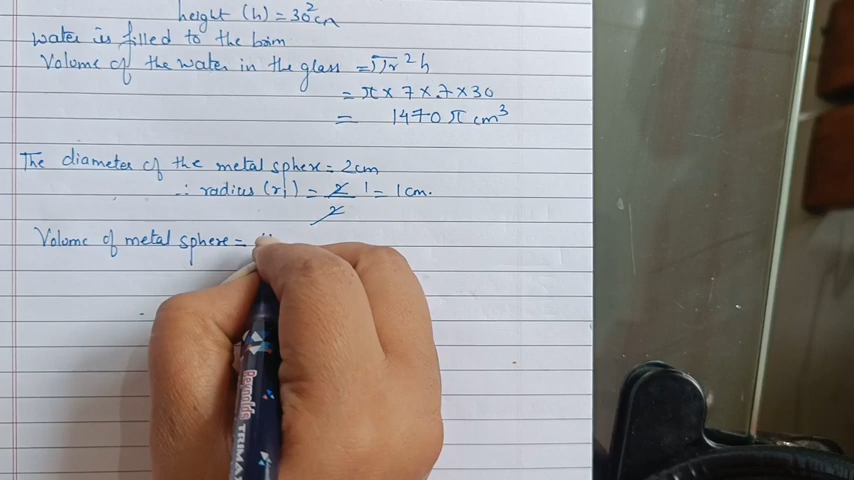 height (h) = 30 cm
water is filled to the brim
Volume of the water in the glass = πr²h
= π × 7 × 7 × 30
= 1470 π cm³
The diameter of the metal sphere = 2cm
∴ radius (r₁) = 2/2 1 = 1 cm.
Volume of metal sphere =
Reynolds TRIMAX